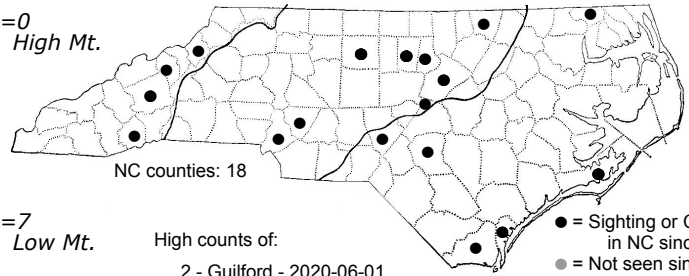 =0
High Mt.
NC counties: 18
=7
Low Mt.
High counts of:
2 - Guilford - 2020-06-01
● = Sighting or
in NC sinc
● = Not seen sin